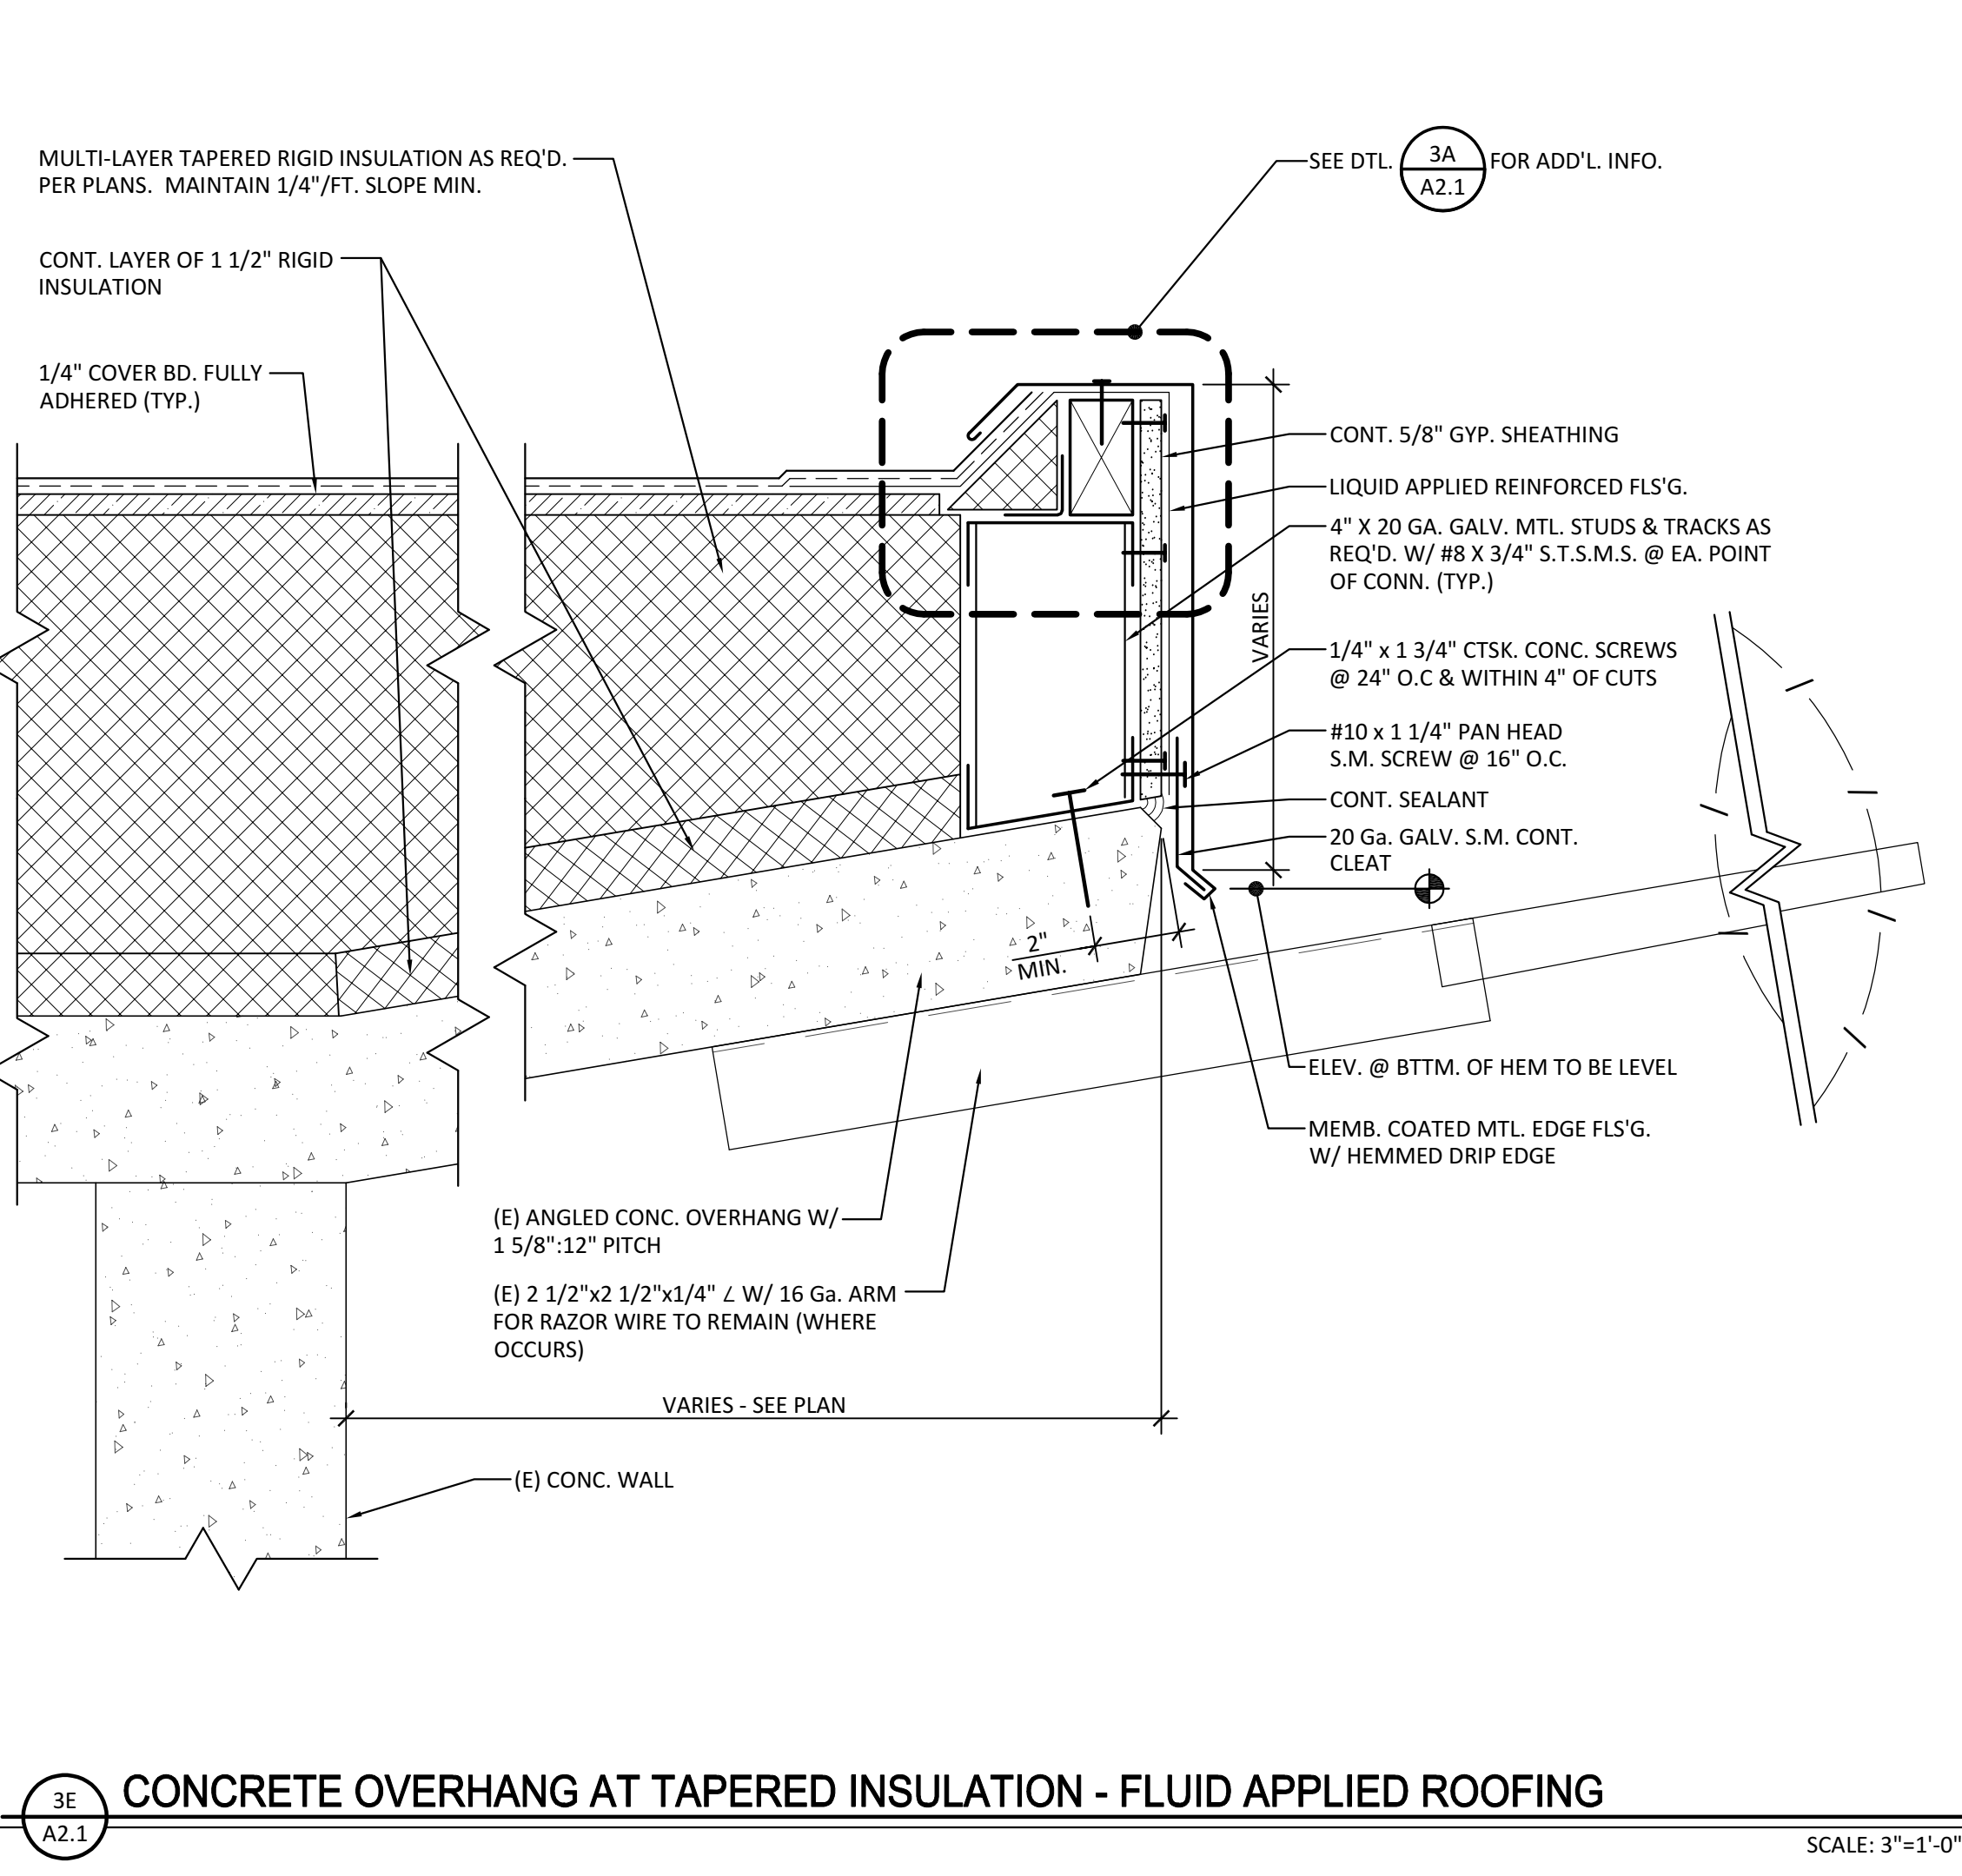 MULTI-LAYER TAPERED RIGID INSULATION AS REQ'D.
PER PLANS.  MAINTAIN 1/4"/FT. SLOPE MIN.
CONT. LAYER OF 1 1/2" RIGID
INSULATION
1/4" COVER BD. FULLY
ADHERED (TYP.)
SEE DTL.
3A
A2.1
FOR ADD'L. INFO.
CONT. 5/8" GYP. SHEATHING
LIQUID APPLIED REINFORCED FLS'G.
4" X 20 GA. GALV. MTL. STUDS & TRACKS AS
REQ'D. W/ #8 X 3/4" S.T.S.M.S. @ EA. POINT
OF CONN. (TYP.)
VARIES
1/4" x 1 3/4" CTSK. CONC. SCREWS
@ 24" O.C & WITHIN 4" OF CUTS
#10 x 1 1/4" PAN HEAD
S.M. SCREW @ 16" O.C.
CONT. SEALANT
20 Ga. GALV. S.M. CONT.
CLEAT
2"
MIN.
ELEV. @ BTTM. OF HEM TO BE LEVEL
MEMB. COATED MTL. EDGE FLS'G.
W/ HEMMED DRIP EDGE
(E) ANGLED CONC. OVERHANG W/
1 5/8":12" PITCH
(E) 2 1/2"x2 1/2"x1/4" ∠ W/ 16 Ga. ARM
FOR RAZOR WIRE TO REMAIN (WHERE
OCCURS)
VARIES - SEE PLAN
(E) CONC. WALL
3E
A2.1
CONCRETE OVERHANG AT TAPERED INSULATION - FLUID APPLIED ROOFING
SCALE: 3"=1'-0"